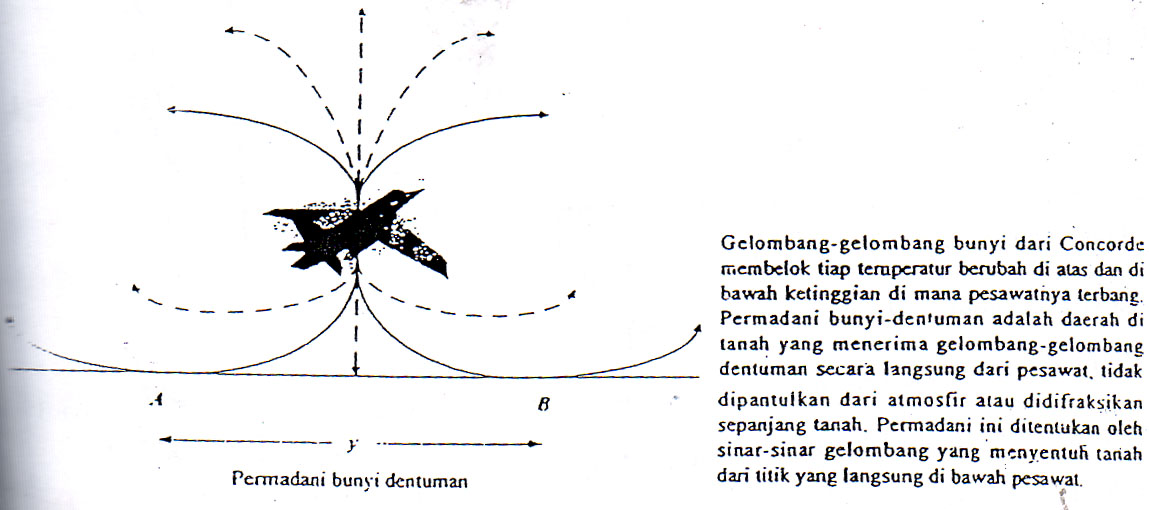 A
B
y
Permadani bunyi dentuman
Gelombang-gelombang bunyi dari Concorde
membelok tiap temperatur berubah di atas dan di
bawah ketinggian di mana pesawatnya terbang.
Permadani bunyi-dentuman adalah daerah di
tanah yang menerima gelombang-gelombang
dentuman secara langsung dari pesawat, tidak
dipantulkan dari atmosfir atau didifraksikan
sepanjang tanah. Permadani ini ditentukan oleh
sinar-sinar gelombang yang menyentuh tanah
dari titik yang langsung di bawah pesawat.